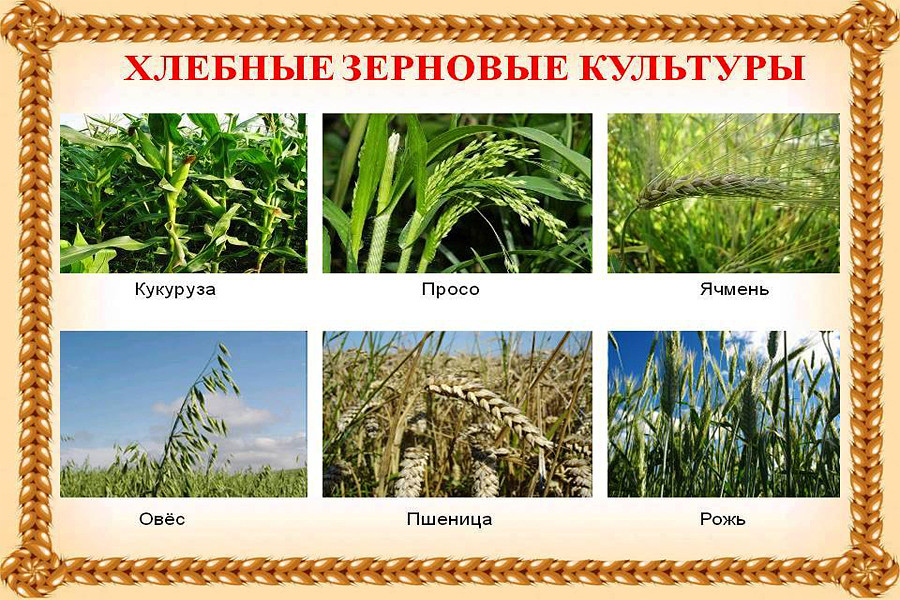 ХЛЕБНЫЕ ЗЕРНОВЫЕ КУЛЬТУРЫ
Кукуруза
Просо
Ячмень
Овёс
Пшеница
Рожь